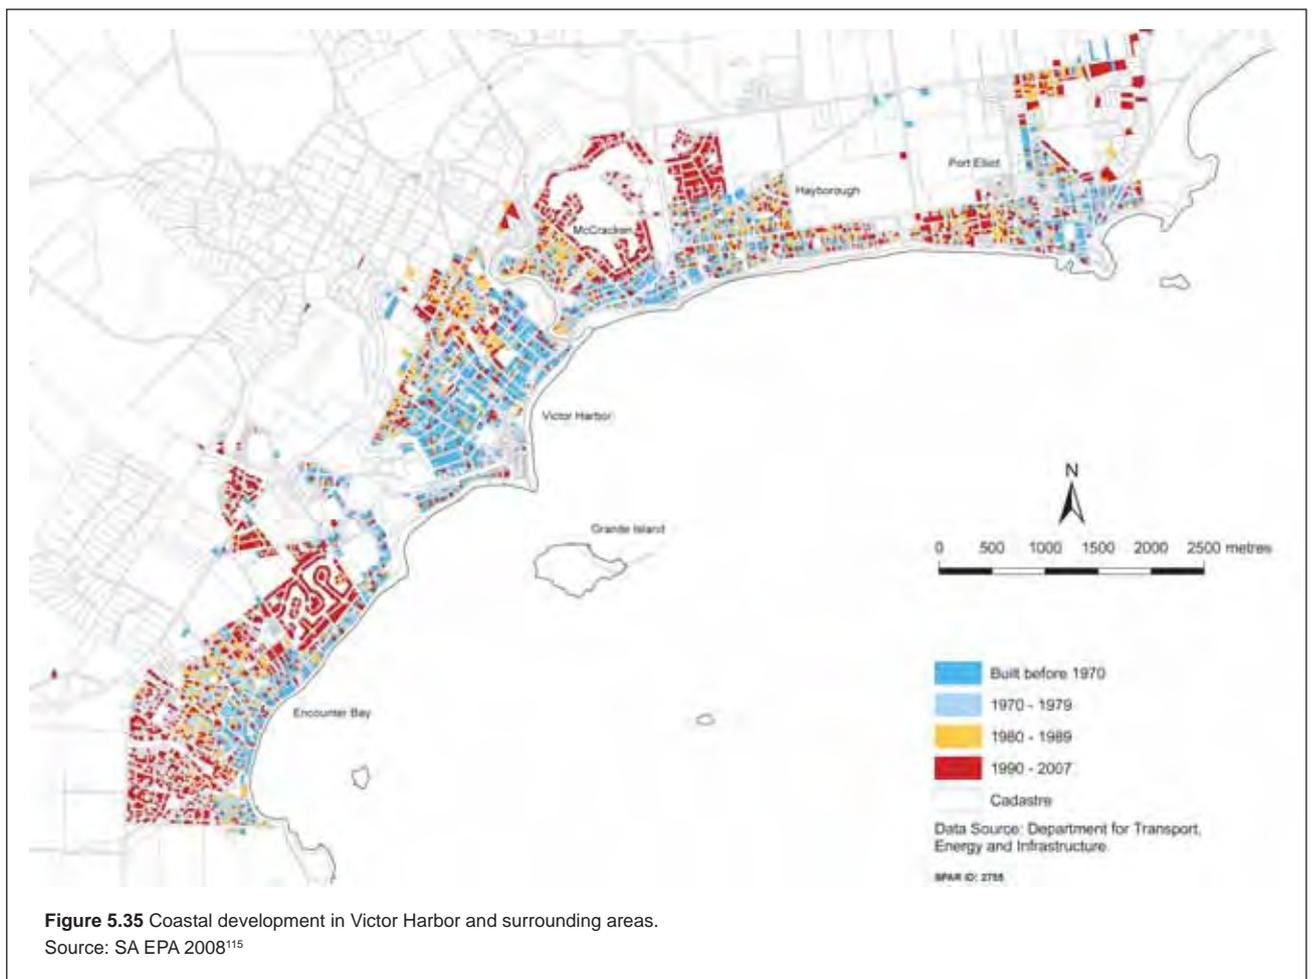 Port Elliot
Hayborough
McCracken
Victor Harbor
Granite Island
N
0 500 1000 1500 2000 2500 metres
Encounter Bay
Built before 1970
1970 - 1979
1980 - 1989
1990 - 2007
Cadastre
Data Source: Department for Transport,
Energy and Infrastructure.
SPAR ID: 2755
Figure 5.35 Coastal development in Victor Harbor and surrounding areas.
Source: SA EPA 2008¹¹⁵